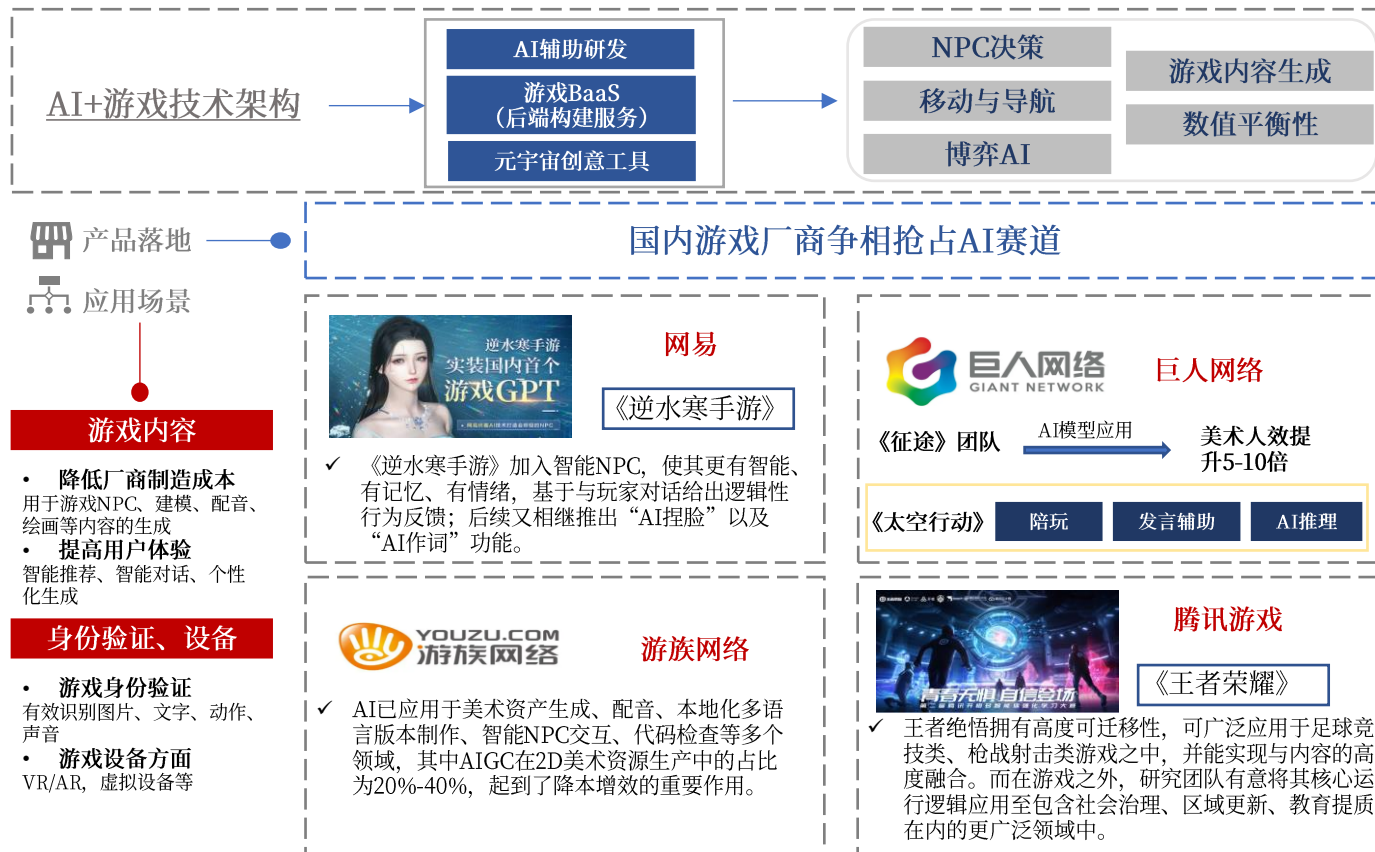 AI+游戏技术架构
AI辅助研发
游戏BaaS
（后端构建服务）
元宇宙创意工具
NPC决策
移动与导航
博弈AI
游戏内容生成
数值平衡性
产品落地
应用场景
国内游戏厂商争相抢占AI赛道
游戏内容
• 降低厂商制造成本
用于游戏NPC、建模、配音、
绘画等内容的生成
• 提高用户体验
智能推荐、智能对话、个性
化生成
身份验证、设备
• 游戏身份验证
有效识别图片、文字、动作、
声音
• 游戏设备方面
VR/AR，虚拟设备等
逆水寒手游
实装国内首个
游戏GPT
网易
《逆水寒手游》
✓ 《逆水寒手游》加入智能NPC，使其更有智能、
有记忆、有情绪，基于与玩家对话给出逻辑性
行为反馈；后续又相继推出“AI捏脸”以及
“AI作词”功能。
巨人网络
GIANT NETWORK
巨人网络
《征途》团队
AI模型应用
美术人效提
升5-10倍
《太空行动》
陪玩
发言辅助
AI推理
YOUZU.COM
游族网络
游族网络
✓ AI已应用于美术资产生成、配音、本地化多语
言版本制作、智能NPC交互、代码检查等多个
领域，其中AIGC在2D美术资源生产中的占比
为20%-40%，起到了降本增效的重要作用。
青春无惧 自信登场
腾讯游戏
《王者荣耀》
✓ 王者绝悟拥有高度可迁移性，可广泛应用于足球竞
技类、枪战射击类游戏之中，并能实现与内容的高
度融合。而在游戏之外，研究团队有意将其核心运
行逻辑应用至包含社会治理、区域更新、教育提质
在内的更广泛领域中。